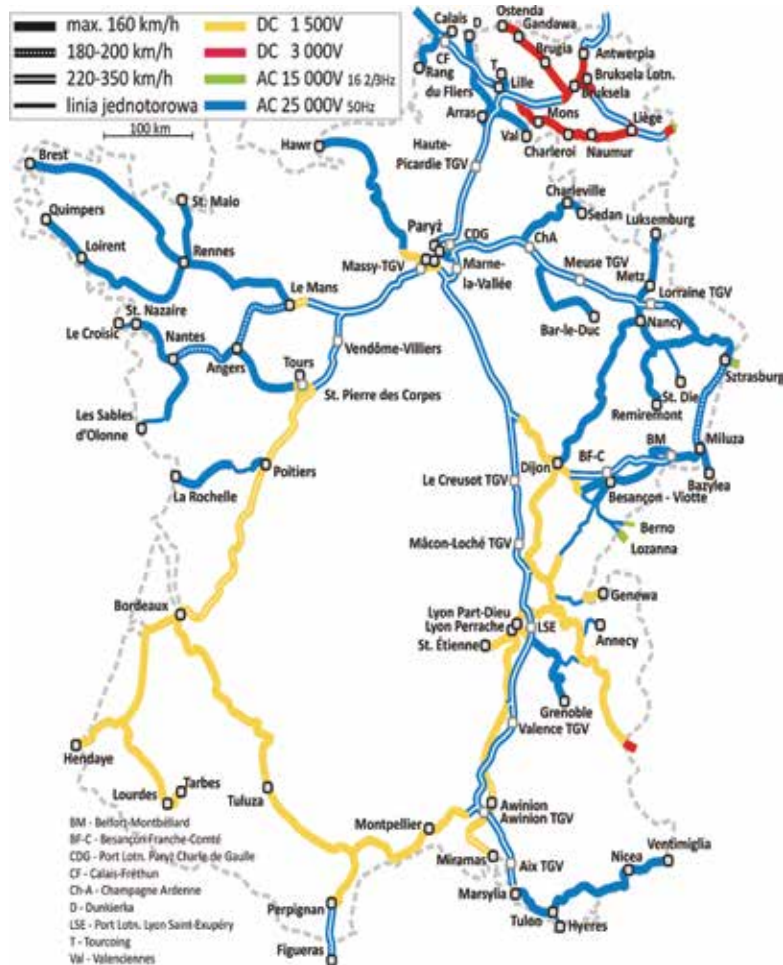 max. 160 km/h
180-200 km/h
220-350 km/h
linia jednotorowa
DC 1 500V
DC 3 000V
AC 15 000V 16 2/3Hz
AC 25 000V 50Hz
100 km
Calais
D
Ostenda
Gandawa
Brugia
Antwerpia
CF
Rang
du Fliers
T
Lille
Bruksela Lotn.
Bruksela
Arras
Val
Mons
Charleroi
Naumur
Liège
Hawr
Haute-
Picardie TGV
Brest
St. Malo
Quimpers
Loirent
Rennes
Charleville
Sedan
Luksemburg
Paryż
CDG
ChA
Massy-TGV
Marne-
la-Vallée
Meuse TGV
Metz
Lorraine TGV
Le Mans
St. Nazaire
Le Croisic
Nantes
Angers
Vendôme-Villiers
Bar-le-Duc
Nancy
Tours
St. Pierre des Corpes
St. Die
Sztrasburg
Remiremont
Les Sables
d'Olonne
BM
Miluza
Dijon
BF-C
Poitiers
La Rochelle
Le Creusot TGV
Besançon - Viotte
Bazylea
Berno
Lozanna
Mâcon-Loché TGV
Bordeaux
Genewa
Lyon Part-Dieu
Lyon Perrache
LSE
Annecy
St. Étienne
Grenoble
Valence TGV
Hendaye
Lourdes
Tarbes
Tuluza
Awinion
Awinion TGV
Montpellier
Miramas
Aix TGV
Nicea
Ventimiglia
Marsylia
Tulon
Hyeres
Perpignan
Figueras
BM - Belfort-Montbéliard
BF-C - Besançon Franche-Comté
CDG - Port Lotn. Paryż Charle de Gaulle
CF - Calais-Fréthun
Ch-A - Champagne Ardenne
D - Dunkierka
LSE - Port Lotn. Lyon Saint-Exupéry
T - Tourcoing
Val - Valenciennes